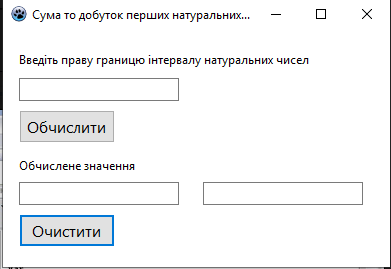 Сума то добуток перших натуральних...
Введіть праву границю інтервалу натуральних чисел
Обчислити
Обчислене значення
Очистити